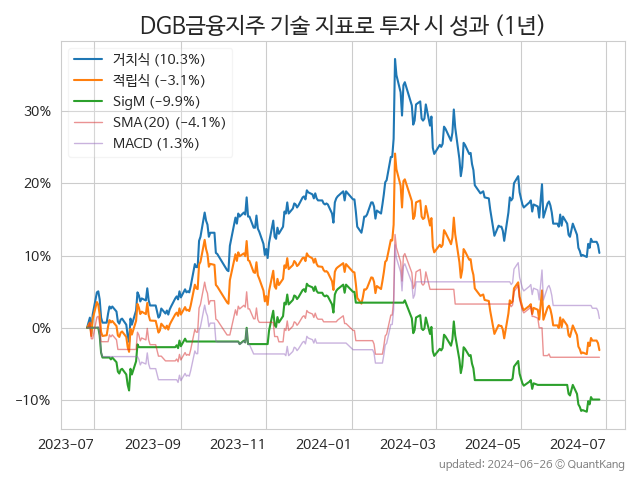 DGB금융지주 기술 지표로 투자 시 성과 (1년)
거치식 (10.3%)
적립식 (−3.1%)
SigM (−9.9%)
SMA(20) (−4.1%)
MACD (1.3%)
30%
20%
10%
0%
−10%
2023-07 2023-09 2023-11 2024-01 2024-03 2024-05 2024-07
updated: 2024-06-26 ⓒ QuantKang